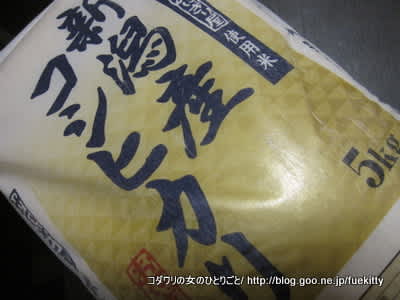 使用米
新潟産
コシヒカリ
5kg
コダワリの女のひとりごと/ http://blog.goo.ne.jp/fuekitty